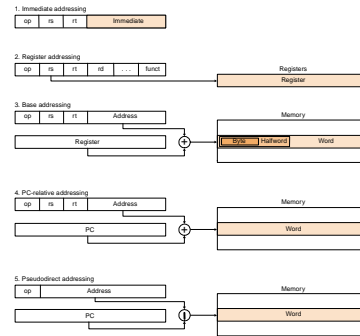 1. Immediate addressing
op rs rt Immediate
2. Register addressing
op rs rt rd . . . funct
Registers
Register
3. Base addressing
op rs rt Address
Memory
Register
+
Byte Halfword Word
4. PC-relative addressing
op rs rt Address
Memory
PC
+
Word
5. Pseudodirect addressing
op Address
Memory
PC
Word